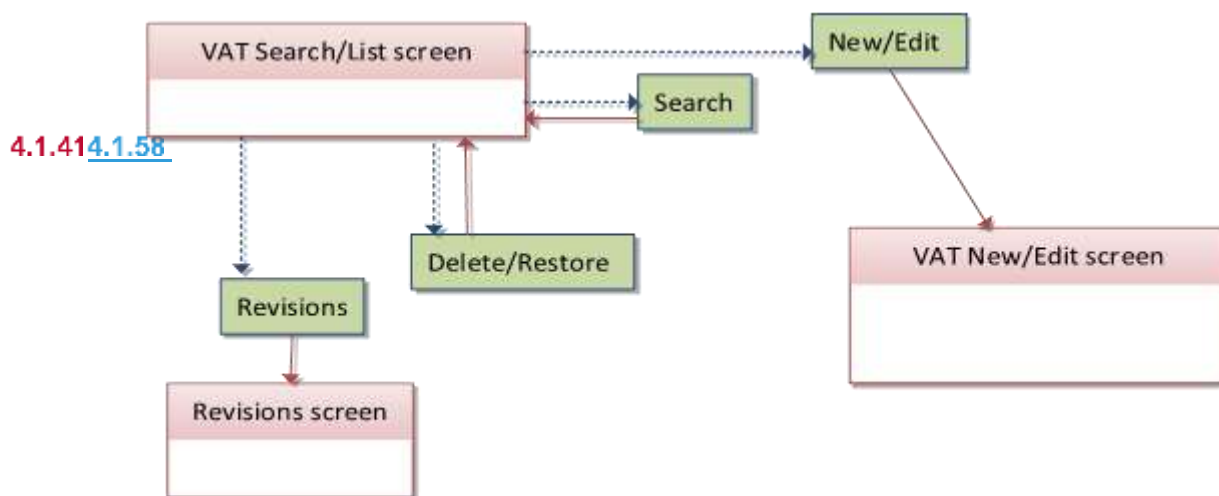 VAT Search/List screen
New/Edit
Search
4.1.414.1.58
Delete/Restore
VAT New/Edit screen
Revisions
Revisions screen